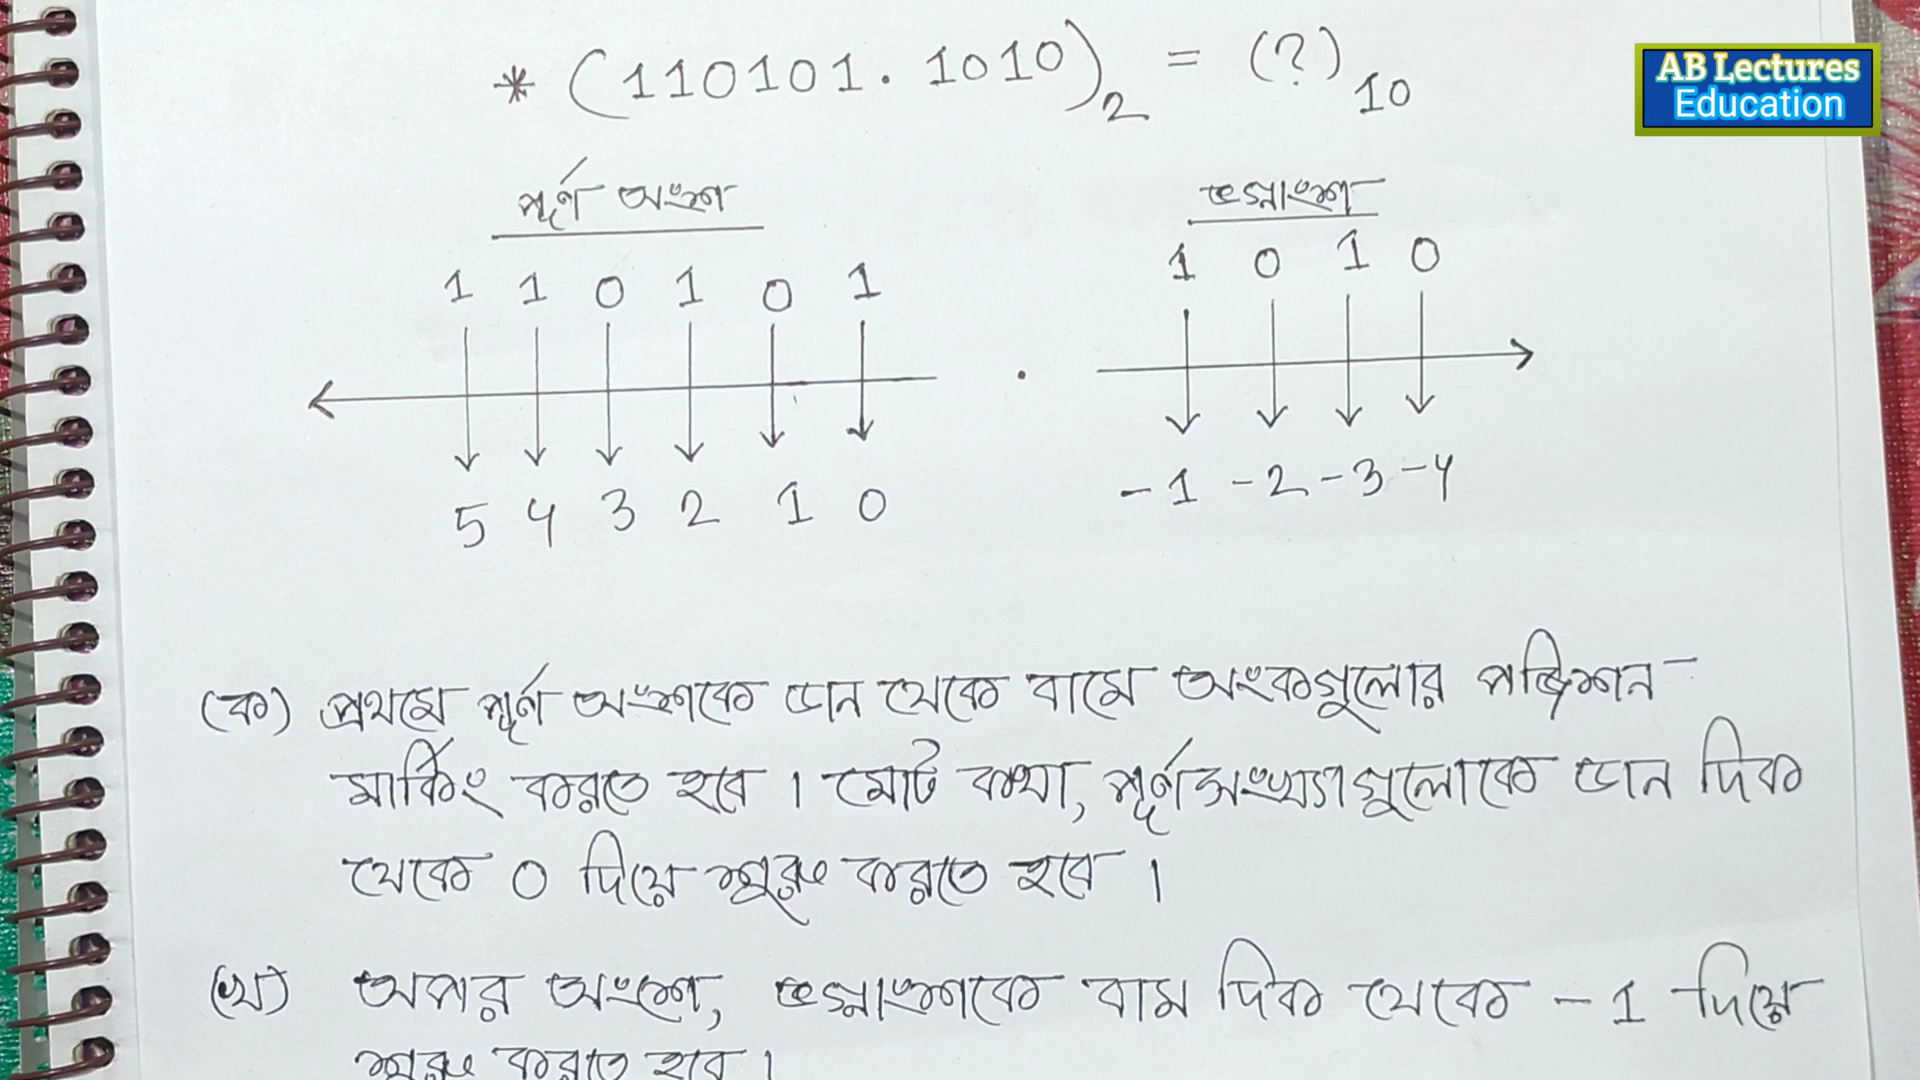 * (110101.1010)₂ = (?)₁₀
AB Lectures
Education
পূর্ণ অংশ
ভগ্নাংশ
1 1 0 1 0 1
1 0 1 0
.
5 4 3 2 1 0
-1 -2 -3 -4
(ক) প্রথমে পূর্ণ অংশকে ডান থেকে বামে অংকগুলোর পজিশন
মার্কিং করতে হবে । মোট কথা, পূর্ণসংখ্যাগুলোকে ডান দিক
থেকে 0 দিয়ে শুরু করতে হবে ।
(খ) অপর অংশে, ভগ্নাংশকে বাম দিক থেকে -1 দিয়ে
শুরু করতে হবে ।